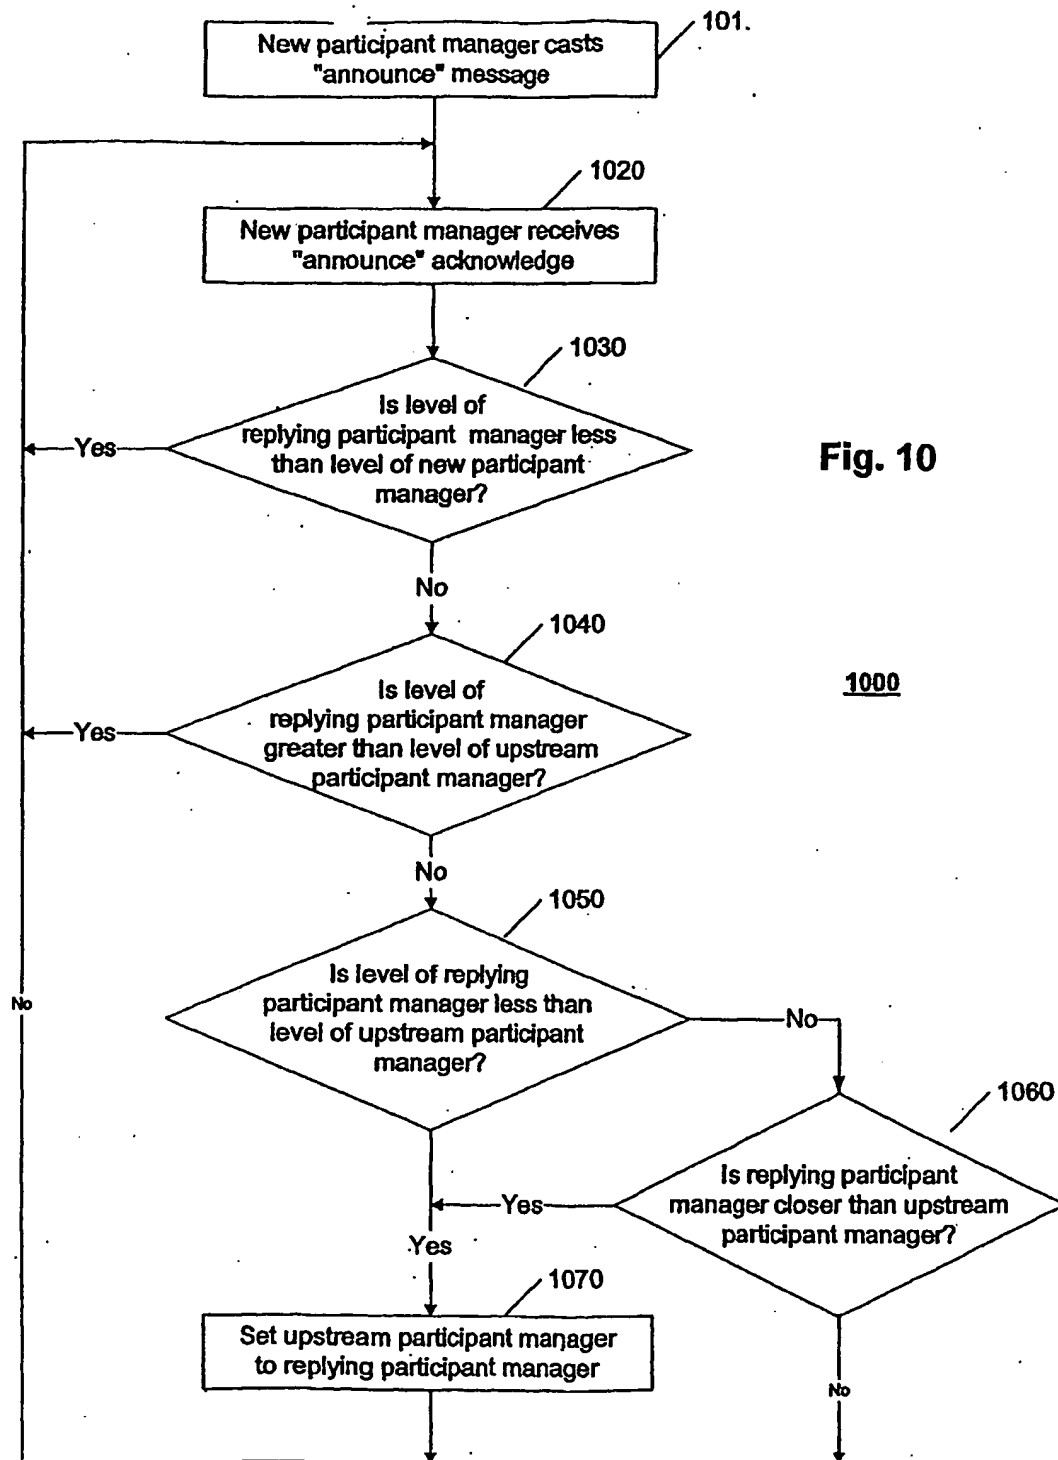 101.
New participant manager casts
"announce" message
1020
New participant manager receives
"announce" acknowledge
1030
Is level of
replying participant manager less
than level of new participant
manager?
Yes
Fig. 10
No
1040
Is level of
replying participant manager
greater than level of upstream
participant manager?
Yes
1000
No
1050
Is level of replying
participant manager less than
level of upstream participant
manager?
No
No
1060
Is replying participant
manager closer than upstream
participant manager?
Yes
Yes
1070
Set upstream participant manager
to replying participant manager
No